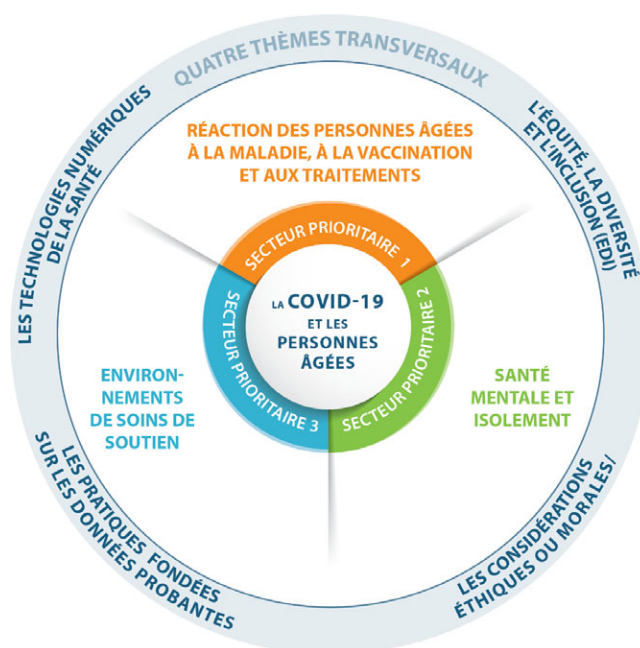 QUATRE THÈMES TRANSVERSAUX
LES TECHNOLOGIES NUMÉRIQUES
DE LA SANTÉ
L'ÉQUITÉ, LA DIVERSITÉ
ET L'INCLUSION (EDI)
RÉACTION DES PERSONNES ÂGÉES
À LA MALADIE, À LA VACCINATION
ET AUX TRAITEMENTS
SECTEUR PRIORITAIRE 1
SECTEUR PRIORITAIRE 2
SECTEUR PRIORITAIRE 3
LA COVID-19
ET LES
PERSONNES
ÂGÉES
ENVIRON-
NEMENTS
DE SOINS DE
SOUTIEN
SANTÉ
MENTALE ET
ISOLEMENT
LES PRATIQUES FONDÉES
SUR LES DONNÉES PROBANTES
LES CONSIDÉRATIONS
ÉTHIQUES OU MORALES/